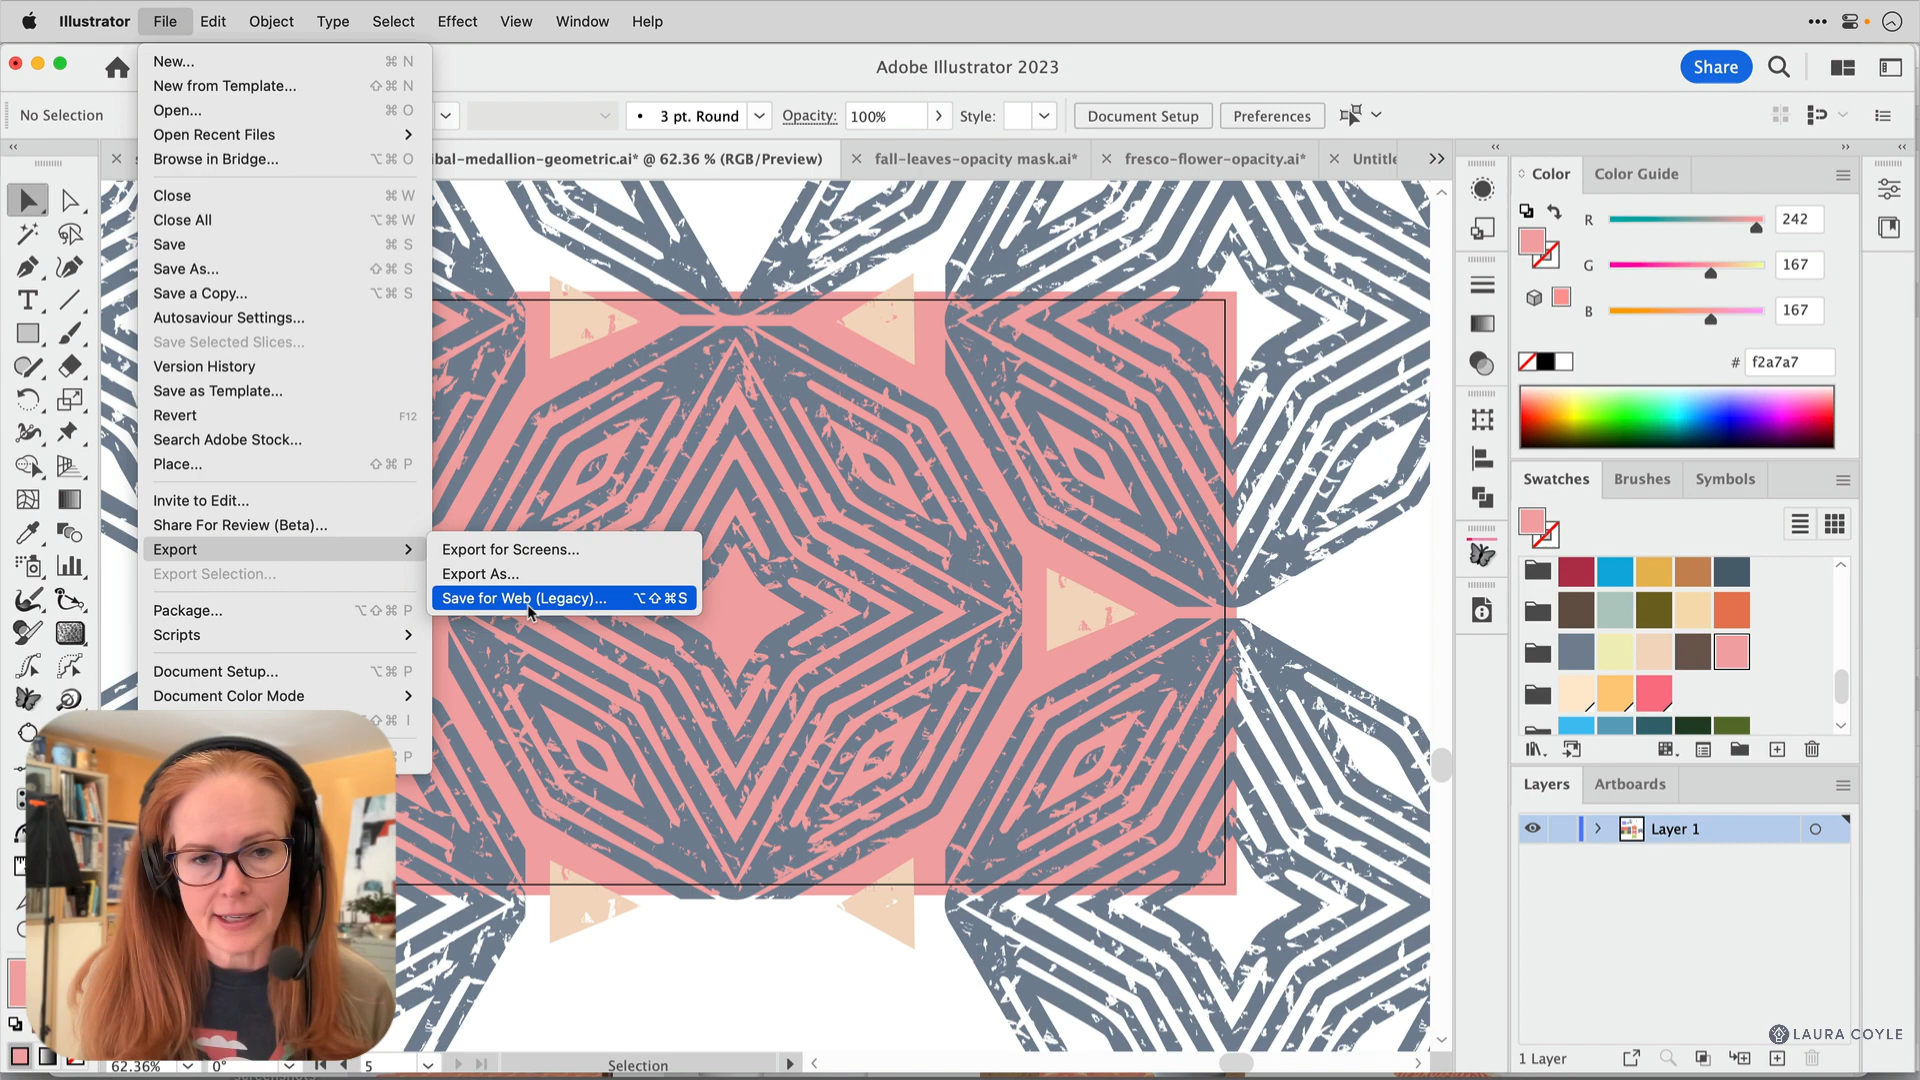 Illustrator File Edit Object Type Select Effect View Window Help
Adobe Illustrator 2023
Share
No Selection
3 pt. Round
Opacity: 100%
Style:
Document Setup
Preferences
ibal-medallion-geometric.ai* @ 62.36 % (RGB/Preview)
fall-leaves-opacity mask.ai*
fresco-flower-opacity.ai*
Untitle
New... ⌘ N
New from Template... ⇧⌘ N
Open... ⌘ O
Open Recent Files
Browse in Bridge... ⌥⌘ O
Close ⌘ W
Close All ⌥⌘ W
Save ⌘ S
Save As... ⇧⌘ S
Save a Copy... ⌥⌘ S
Autosaviour Settings...
Save Selected Slices...
Version History
Save as Template...
Revert F12
Search Adobe Stock...
Place... ⇧⌘ P
Invite to Edit...
Share For Review (Beta)...
Export
Export Selection...
Package... ⌥⇧⌘ P
Scripts
Document Setup... ⌥⌘ P
Document Color Mode
⇧⌘ I
P
Export for Screens...
Export As...
Save for Web (Legacy)... ⌥⇧⌘S
Color
Color Guide
R 242
G 167
B 167
# f2a7a7
Swatches
Brushes
Symbols
Layers
Artboards
Layer 1
1 Layer
LAURA COYLE
62.36%
0°
5
Selection